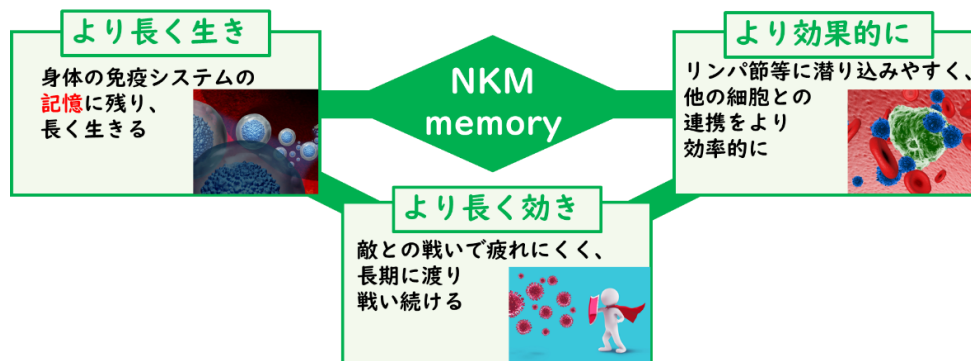 より長く生き
身体の免疫システムの
記憶に残り、
長く生きる
NKM
memory
より効果的に
リンパ節等に潜り込みやすく、
他の細胞との
連携をより
効率的に
より長く効き
敵との戦いで疲れにくく、
長期に渡り
戦い続ける